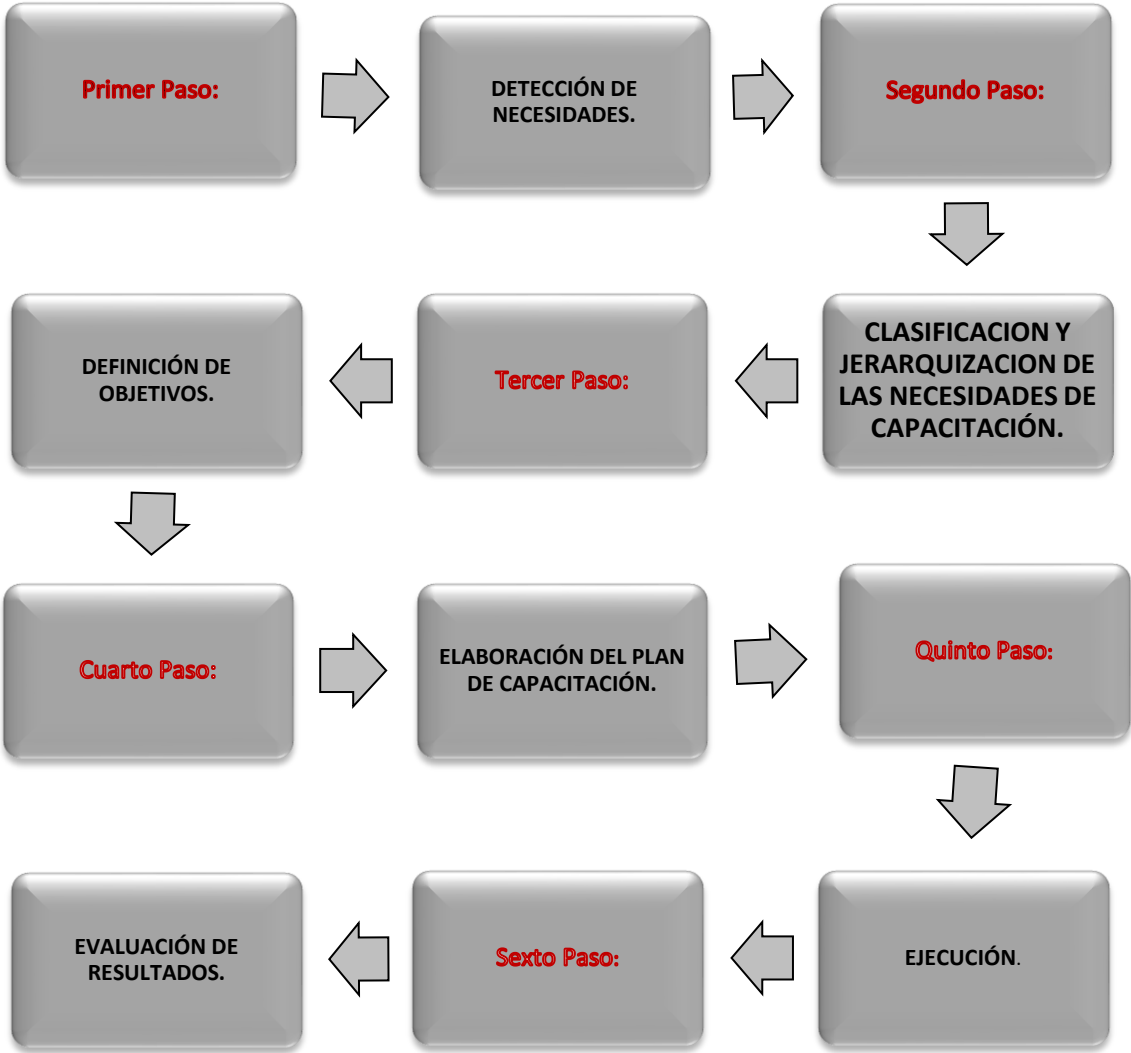 Primer Paso:
DETECCIÓN DE
NECESIDADES.
Segundo Paso:
CLASIFICACION Y
JERARQUIZACION DE
LAS NECESIDADES DE
CAPACITACIÓN.
Tercer Paso:
DEFINICIÓN DE
OBJETIVOS.
Cuarto Paso:
ELABORACIÓN DEL PLAN
DE CAPACITACIÓN.
Quinto Paso:
EJECUCIÓN.
Sexto Paso:
EVALUACIÓN DE
RESULTADOS.